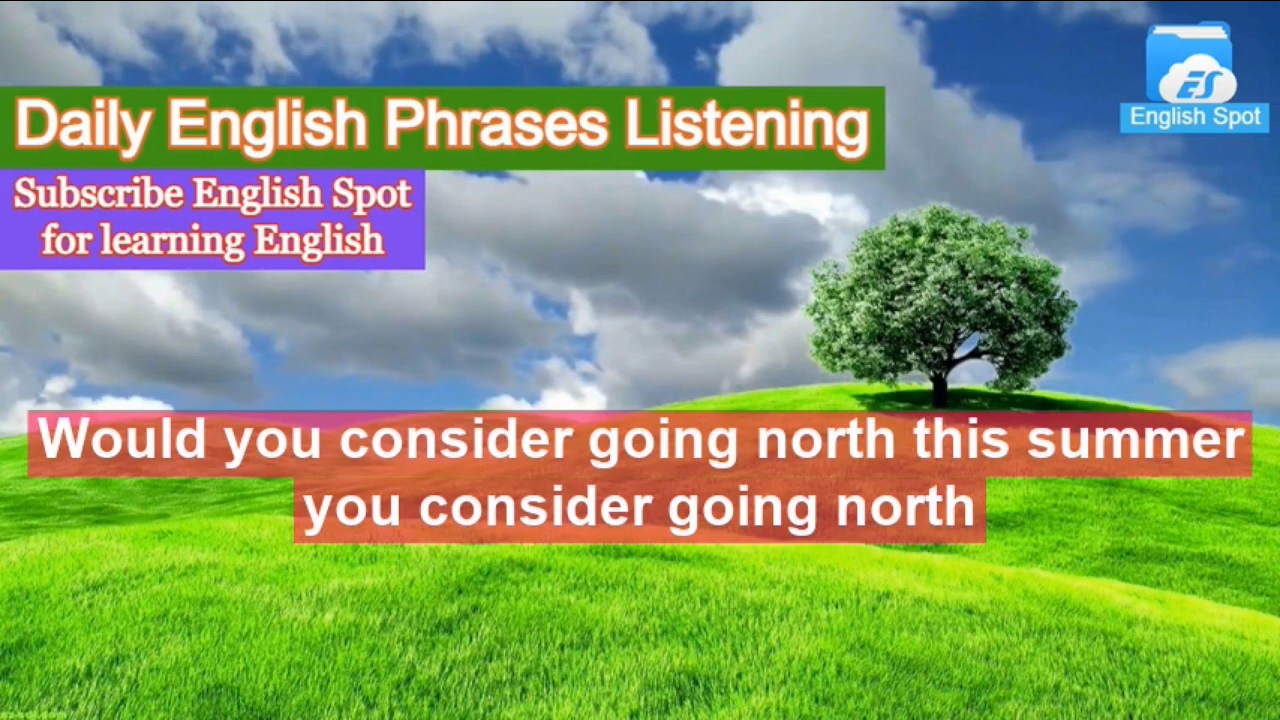 Daily English Phrases Listening
Subscribe English Spot
for learning English
ES
English Spot
Would you consider going north this summer
you consider going north